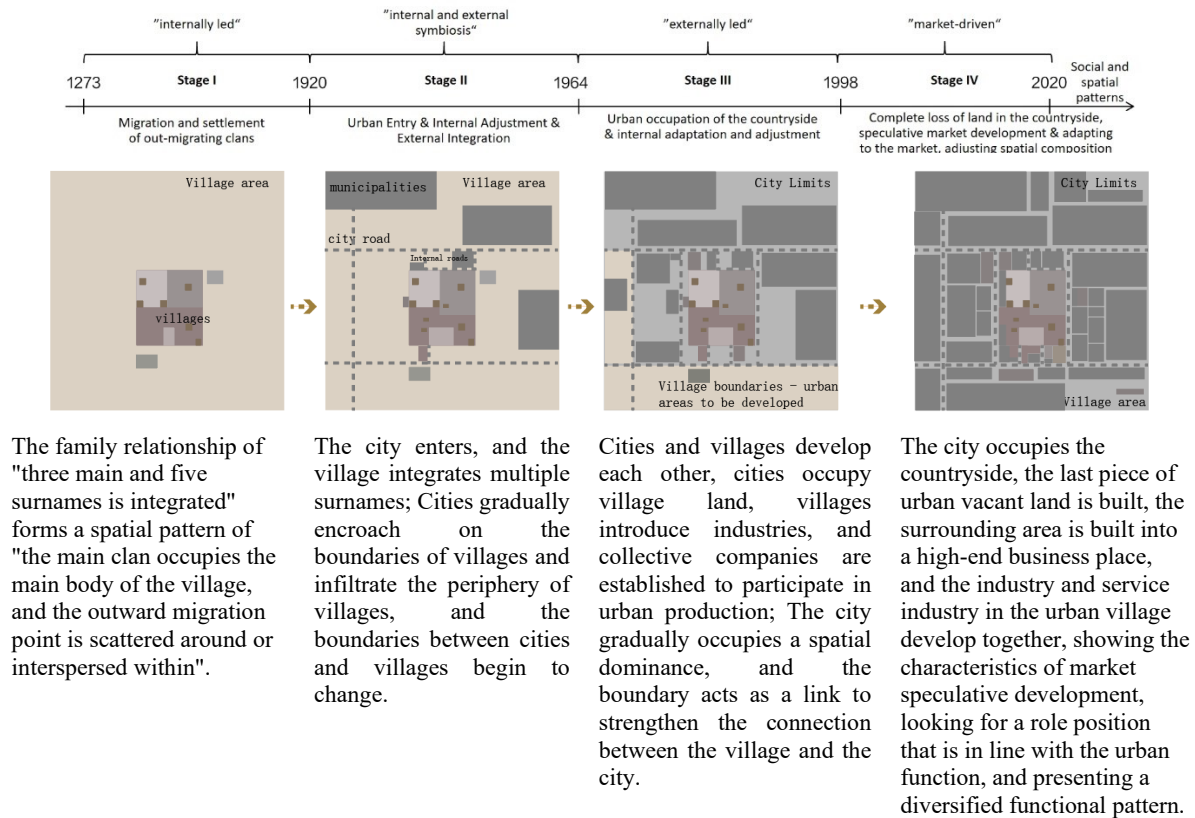 ”internally led“
”internal and external
symbiosis“
”externally led“
”market-driven“
1273
Stage I
1920
Stage II
1964
Stage III
1998
Stage IV
2020
Social and
spatial
patterns
Migration and settlement
of out-migrating clans
Urban Entry & Internal Adjustment &
External Integration
Urban occupation of the countryside
& internal adaptation and adjustment
Complete loss of land in the countryside,
speculative market development & adapting
to the market, adjusting spatial composition
Village area
villages
municipalities
Village area
city road
Internal roads
City Limits
Village boundaries - urban
areas to be developed
City Limits
Village area
The family relationship of
"three main and five
surnames is integrated"
forms a spatial pattern of
"the main clan occupies the
main body of the village,
and the outward migration
point is scattered around or
interspersed within".
The city enters, and the
village integrates multiple
surnames; Cities gradually
encroach on the
boundaries of villages and
infiltrate the periphery of
villages, and the
boundaries between cities
and villages begin to
change.
Cities and villages develop
each other, cities occupy
village land, villages
introduce industries, and
collective companies are
established to participate in
urban production; The city
gradually occupies a spatial
dominance, and the
boundary acts as a link to
strengthen the connection
between the village and the
city.
The city occupies the
countryside, the last piece of
urban vacant land is built, the
surrounding area is built into
a high-end business place,
and the industry and service
industry in the urban village
develop together, showing the
characteristics of market
speculative development,
looking for a role position
that is in line with the urban
function, and presenting a
diversified functional pattern.